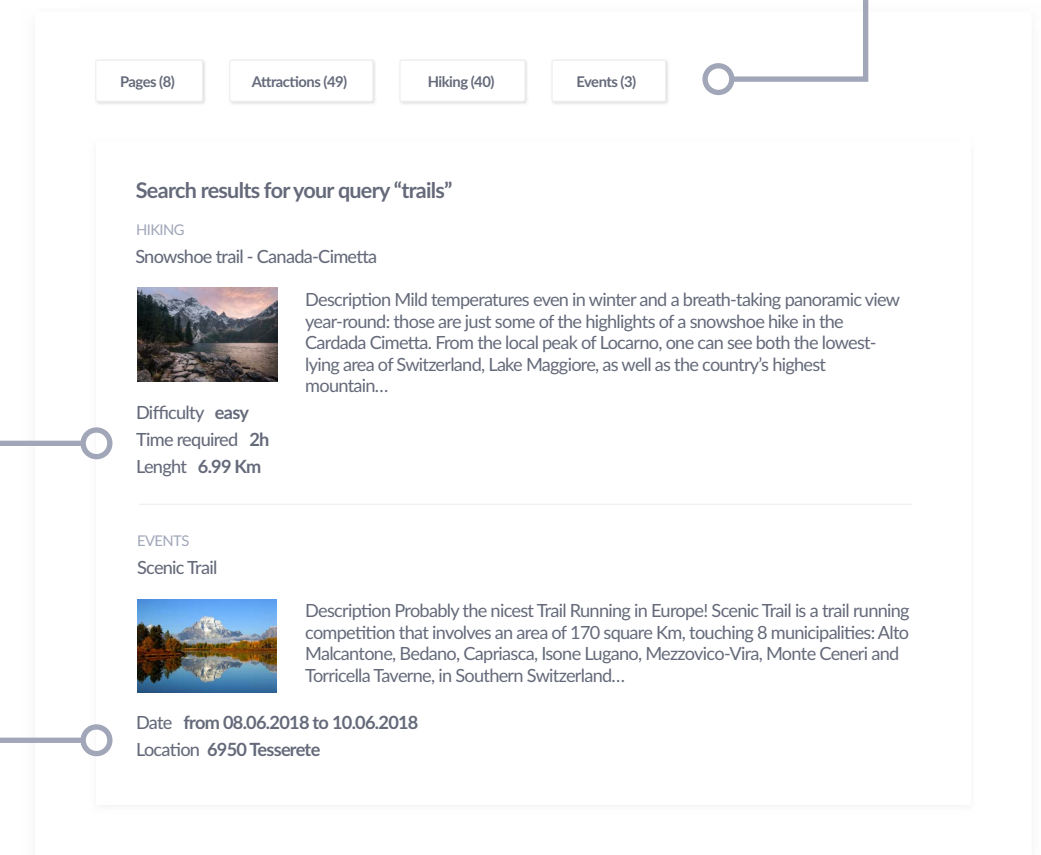 Pages (8)
Attractions (49)
Hiking (40)
Events (3)
Search results for your query “trails”
HIKING
Snowshoe trail - Canada-Cimetta
Description Mild temperatures even in winter and a breath-taking panoramic view
year-round: those are just some of the highlights of a snowshoe hike in the
Cardada Cimetta. From the local peak of Locarno, one can see both the lowest-
lying area of Switzerland, Lake Maggiore, as well as the country’s highest
mountain…
Difficulty easy
Time required 2h
Lenght 6.99 Km
EVENTS
Scenic Trail
Description Probably the nicest Trail Running in Europe! Scenic Trail is a trail running
competition that involves an area of 170 square Km, touching 8 municipalities: Alto
Malcantone, Bedano, Capriasca, Isone Lugano, Mezzovico-Vira, Monte Ceneri and
Torricella Taverne, in Southern Switzerland…
Date from 08.06.2018 to 10.06.2018
Location 6950 Tesserete